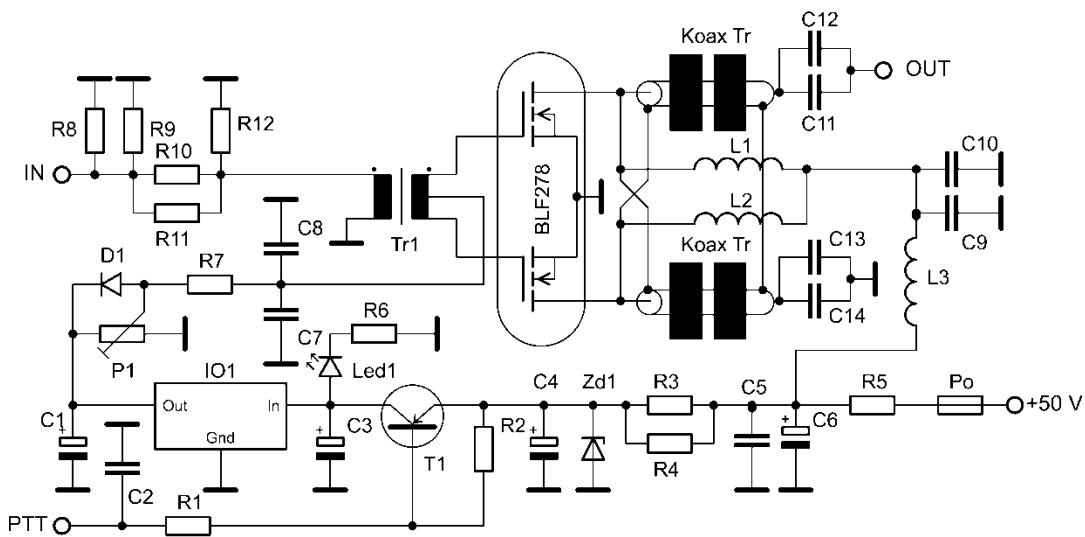 C12
Koax Tr
OUT
C11
R8
R9
R12
R10
IN
R11
L1
C10
BLF278
L2
C9
Tr1
C8
D1
R7
Koax Tr
C13
L3
C14
R6
C7
Led1
P1
IO1
Out
In
Gnd
C1
+
C3
+
T1
R2
C4
+
Zd1
R3
R4
C5
C6
+
R5
Po
+50 V
C2
PTT
R1